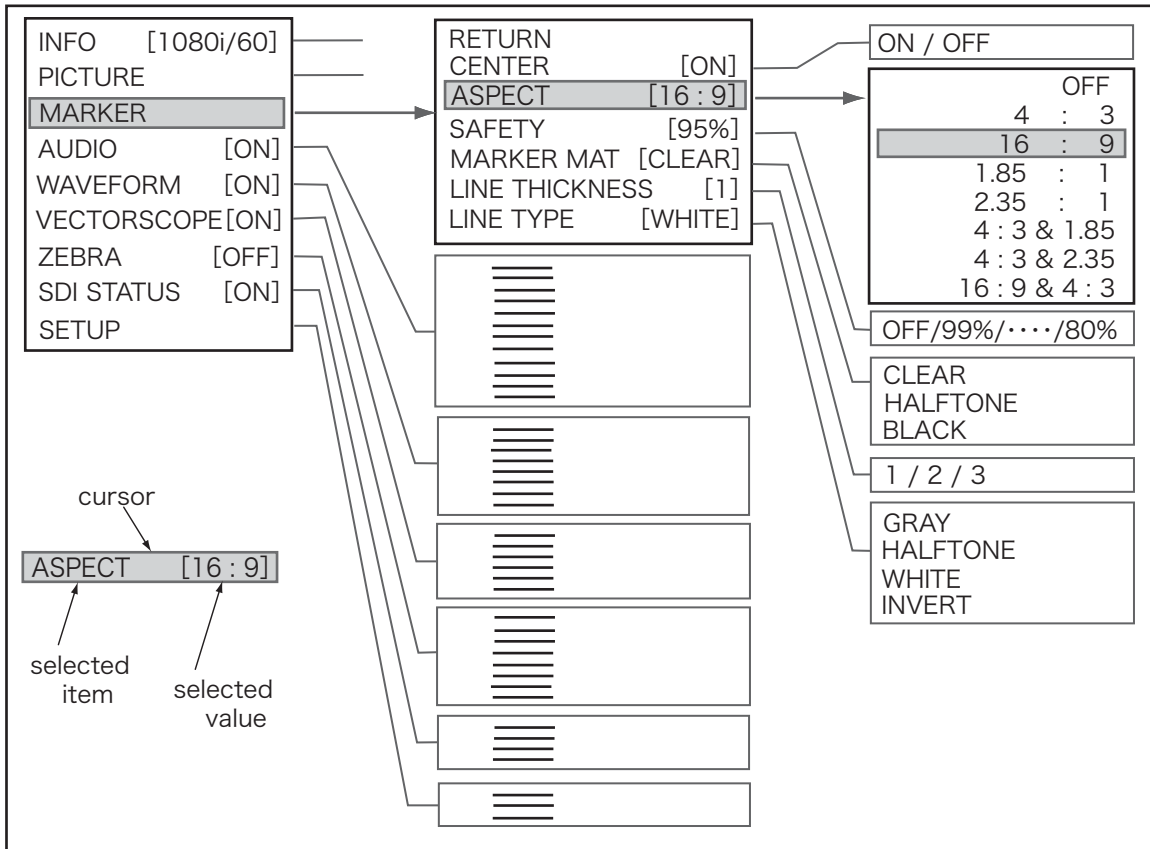 INFO [1080i/60]
PICTURE
MARKER
AUDIO [ON]
WAVEFORM [ON]
VECTORSCOPE[ON]
ZEBRA [OFF]
SDI STATUS [ON]
SETUP
RETURN
CENTER [ON]
ASPECT [16 : 9]
SAFETY [95%]
MARKER MAT [CLEAR]
LINE THICKNESS [1]
LINE TYPE [WHITE]
ON / OFF
OFF
4 : 3
16 : 9
1.85 : 1
2.35 : 1
4 : 3 & 1.85
4 : 3 & 2.35
16 : 9 & 4 : 3
OFF/99%/····/80%
CLEAR
HALFTONE
BLACK
1 / 2 / 3
GRAY
HALFTONE
WHITE
INVERT
cursor
ASPECT [16 : 9]
selected
item
selected
value